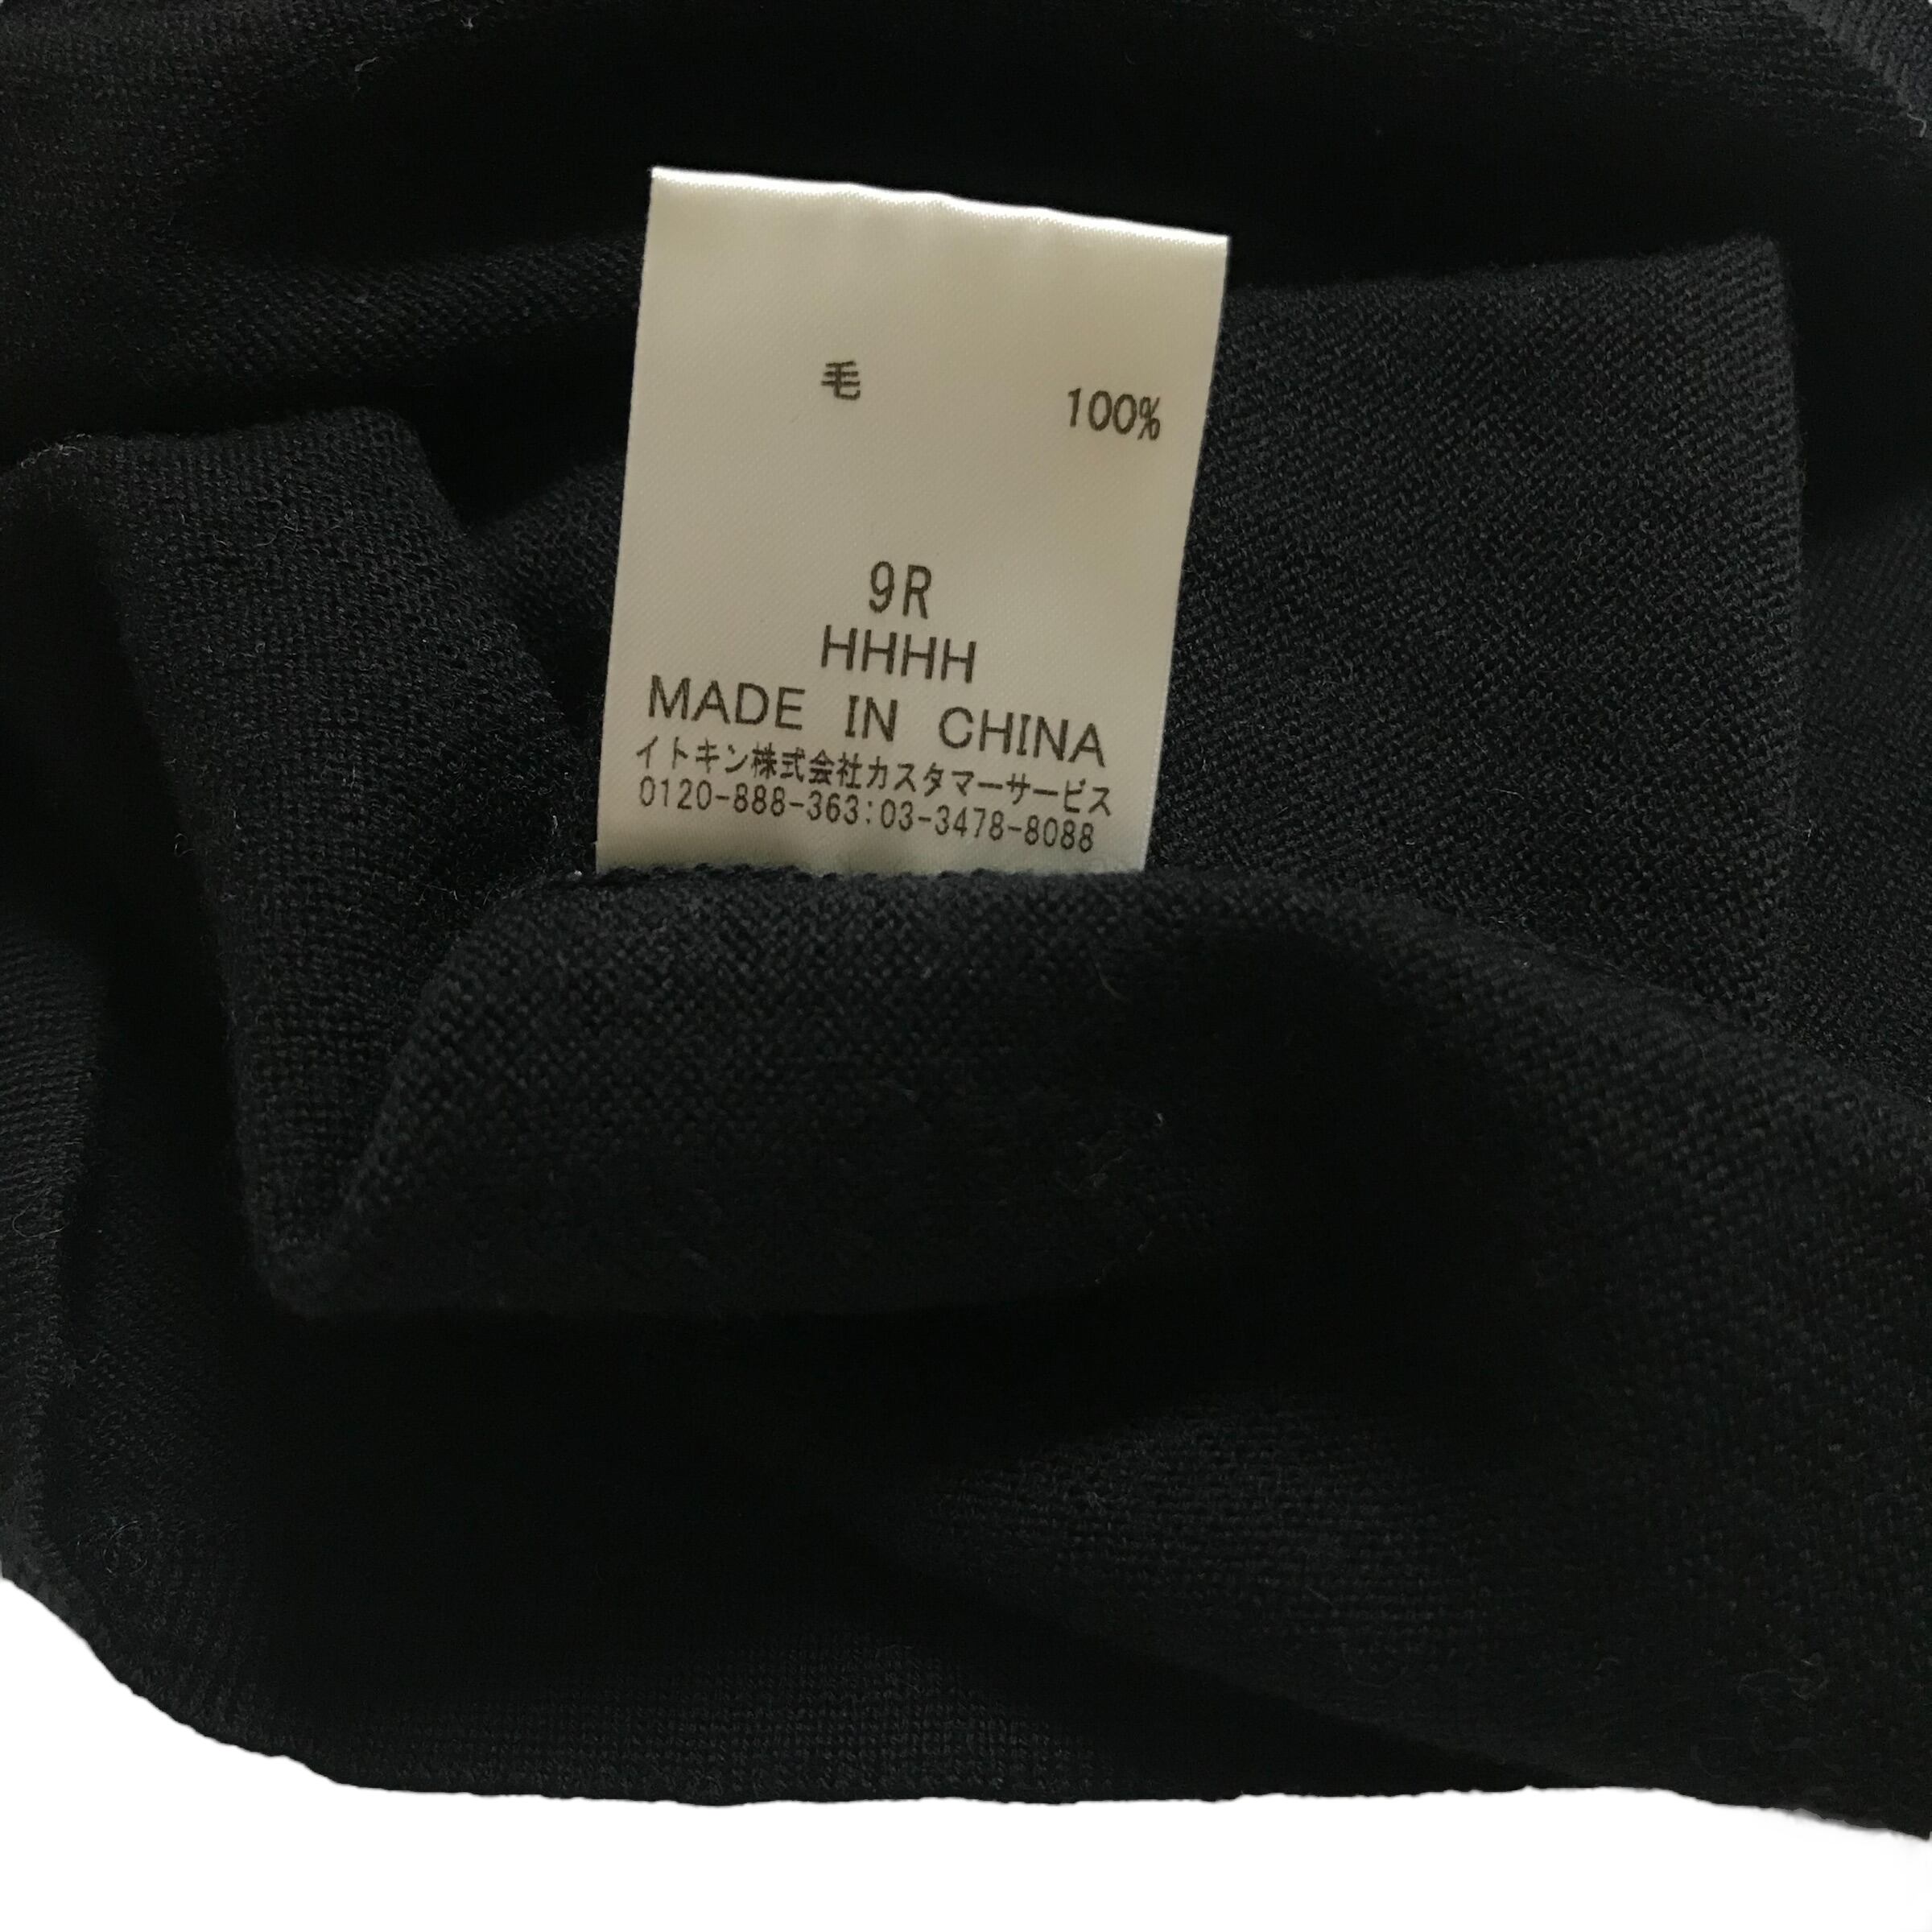 毛 100%
9R
HHHH
MADE IN CHINA
イトキン株式会社カスタマーサービス
0120-888-363:03-3478-8088